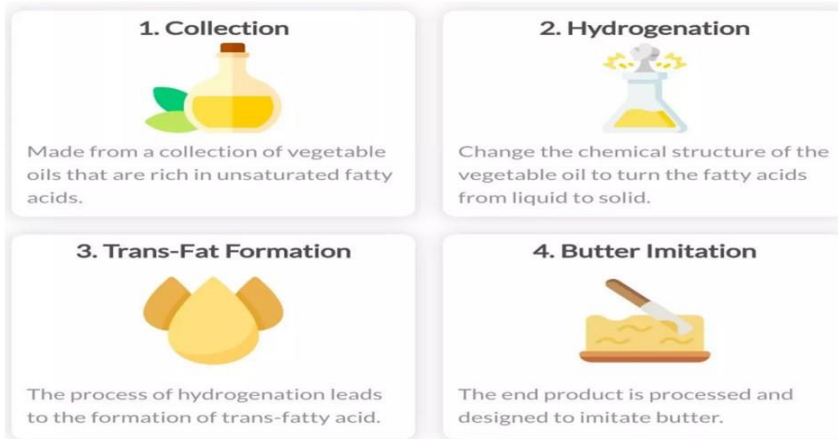 1. Collection
Made from a collection of vegetable
oils that are rich in unsaturated fatty
acids.
2. Hydrogenation
Change the chemical structure of the
vegetable oil to turn the fatty acids
from liquid to solid.
3. Trans-Fat Formation
The process of hydrogenation leads
to the formation of trans-fatty acid.
4. Butter Imitation
The end product is processed and
designed to imitate butter.